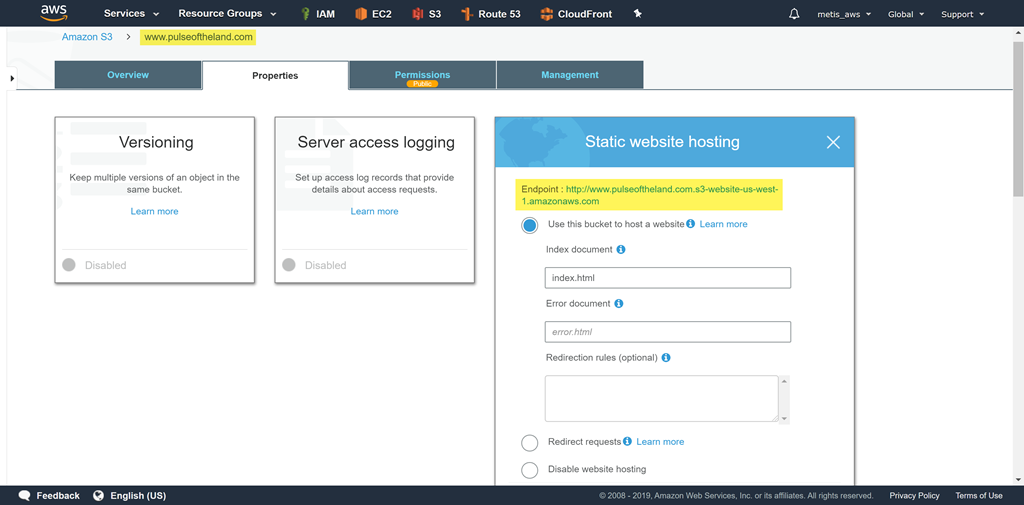 aws Services Resource Groups IAM EC2 S3 Route 53 CloudFront metis_aws Global Support
Amazon S3 > www.pulseoftheland.com
Overview Properties Permissions Management
Public
Versioning
Keep multiple versions of an object in the
same bucket.
Learn more
Disabled
Server access logging
Set up access log records that provide
details about access requests.
Learn more
Disabled
Static website hosting
Endpoint : http://www.pulseoftheland.com.s3-website-us-west-
1.amazonaws.com
Use this bucket to host a website Learn more
Index document
index.html
Error document
error.html
Redirection rules (optional)
Redirect requests Learn more
Disable website hosting
Feedback English (US) © 2008 - 2019, Amazon Web Services, Inc. or its affiliates. All rights reserved. Privacy Policy Terms of Use